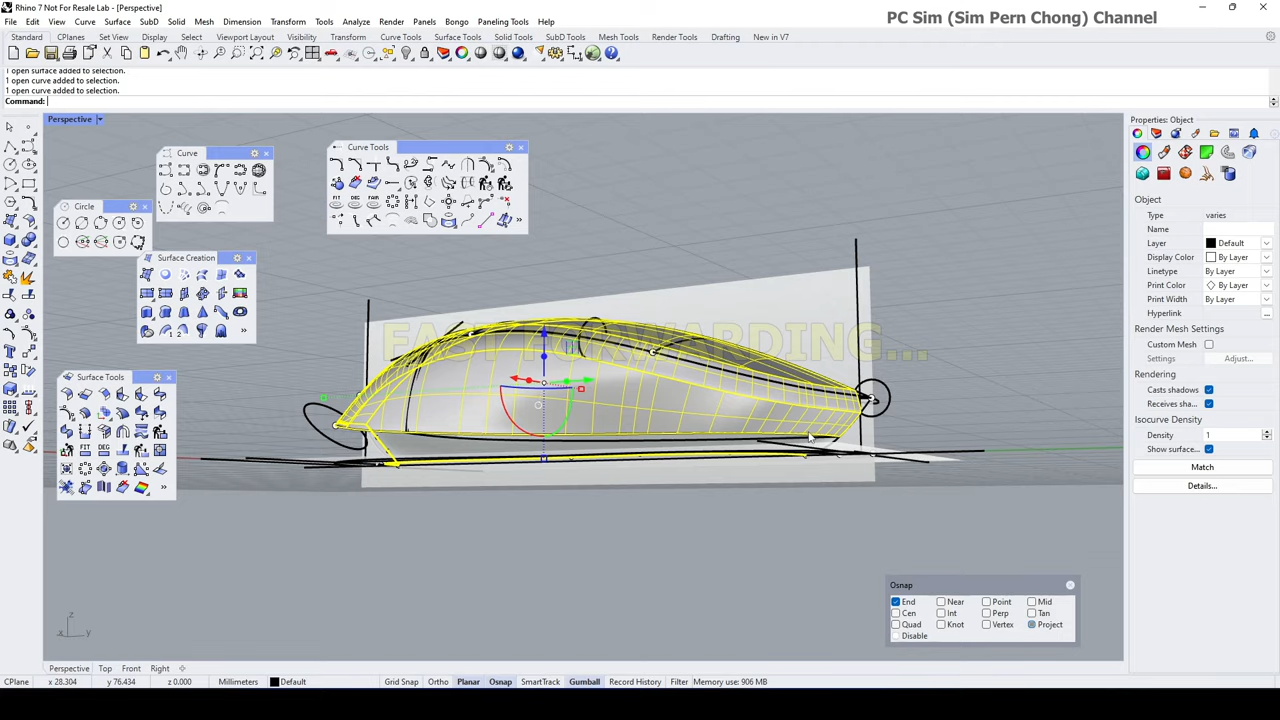 Rhino 7 Not For Resale Lab - [Perspective]
PC Sim (Sim Pern Chong) Channel
File Edit View Curve Surface SubD Solid Mesh Dimension Transform Tools Analyze Render Panels Bongo Paneling Tools Help
Standard CPlanes Set View Display Select Viewport Layout Visibility Transform Curve Tools Surface Tools Solid Tools SubD Tools Mesh Tools Render Tools Drafting New in V7
1 open surface added to selection.
1 open curve added to selection.
1 open curve added to selection.
Command:
Perspective
Properties: Object
Curve
Curve Tools
Circle
Surface Creation
Surface Tools
FAST FORWARDING...
Object
Type varies
Name
Layer Default
Display Color By Layer
Linetype By Layer
Print Color By Layer
Print Width By Layer
Hyperlink ...
Render Mesh Settings
Custom Mesh
Settings Adjust...
Rendering
Casts shadows
Receives sha...
Isocurve Density
Density 1
Show surface...
Match
Details...
Osnap
End Near Point Mid
Cen Int Perp Tan
Quad Knot Vertex Project
Disable
z
x y
Perspective Top Front Right
CPlane x 28.304 y 76.434 z 0.000 Millimeters Default Grid Snap Ortho Planar Osnap SmartTrack Gumball Record History Filter Memory use: 906 MB